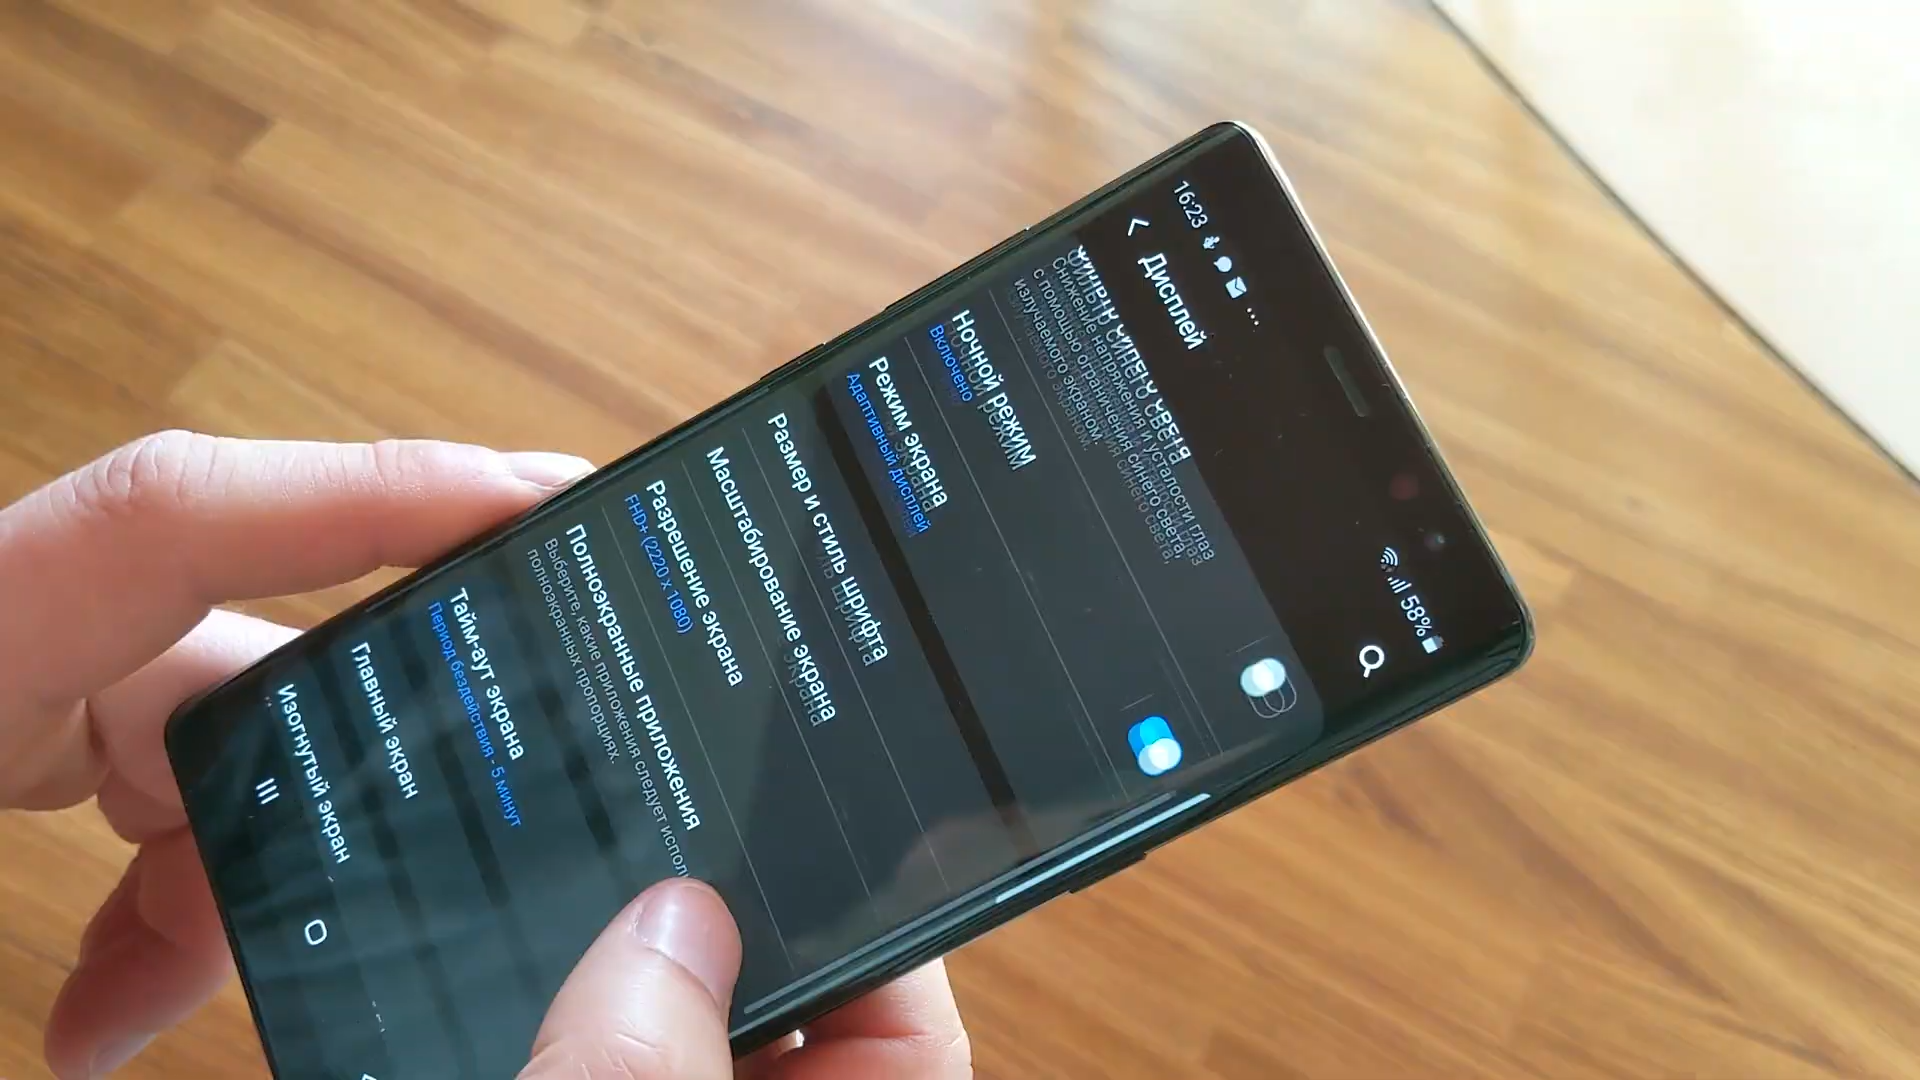 16:23
58%
Дисплей
Фильтр синего света
Снижение напряжения и усталости глаз
с помощью ограничения синего света,
излучаемого экраном.
Ночной режим
Включено
Режим экрана
Адаптивный дисплей
Размер и стиль шрифта
Масштабирование экрана
Разрешение экрана
FHD+ (2220 x 1080)
Полноэкранные приложения
Выберите, какие приложения следует исполь
полноэкранных пропорциях.
Тайм-аут экрана
Период бездействия - 5 минут
Главный экран
Изогнутый экран